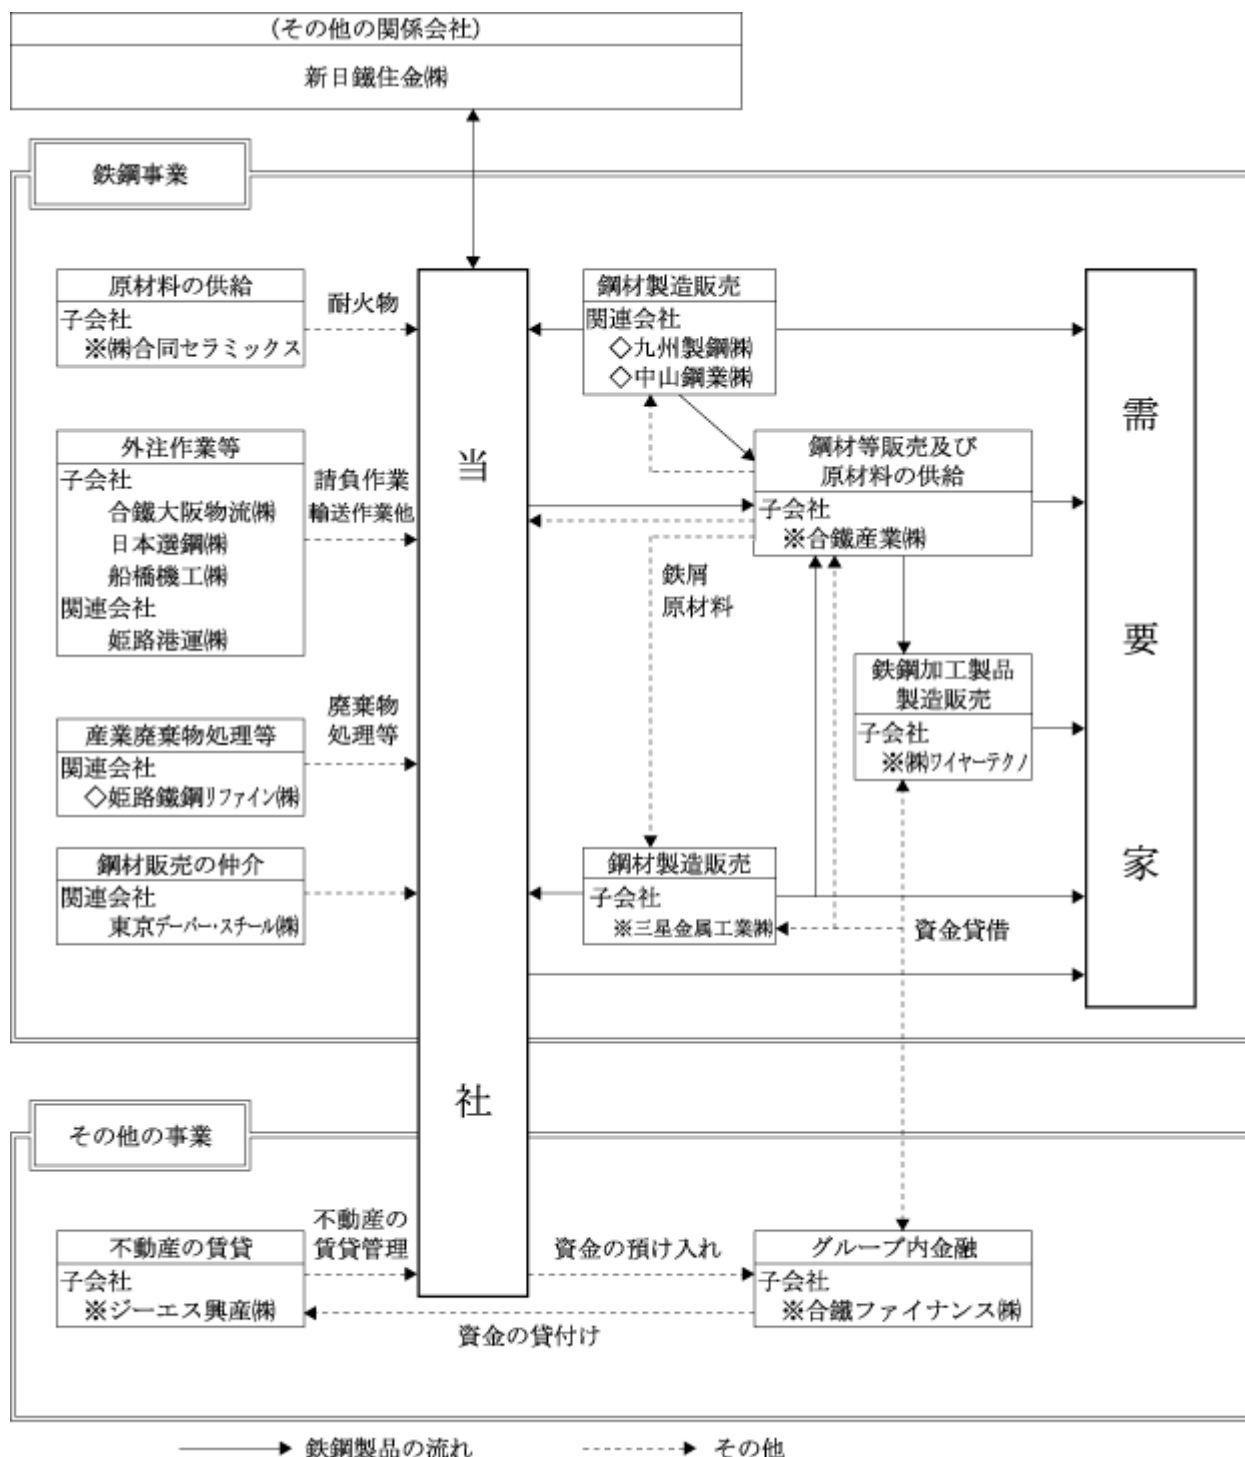 (その他の関係会社)
新日鐵住金㈱
鉄鋼事業
原材料の供給
子会社
※㈱合同セラミックス
耐火物
外注作業等
子会社
合鐵大阪物流㈱
日本選鋼㈱
船橋機工㈱
関連会社
姫路港運㈱
請負作業
輸送作業他
産業廃棄物処理等
関連会社
◇姫路鐵鋼リファイン㈱
廃棄物
処理等
鋼材販売の仲介
関連会社
東京デーバー・スチール㈱
当
社
鋼材製造販売
関連会社
◇九州製鋼㈱
◇中山鋼業㈱
鋼材等販売及び
原材料の供給
子会社
※合鐵産業㈱
鉄屑
原材料
鉄鋼加工製品
製造販売
子会社
※㈱ワイヤーテクノ
鋼材製造販売
子会社
※三星金属工業㈱
資金貸借
需
要
家
その他の事業
不動産の賃貸
子会社
※ジーエス興産㈱
不動産の
賃貸管理
資金の預け入れ
資金の貸付け
グループ内金融
子会社
※合鐵ファイナンス㈱
鉄鋼製品の流れ
その他